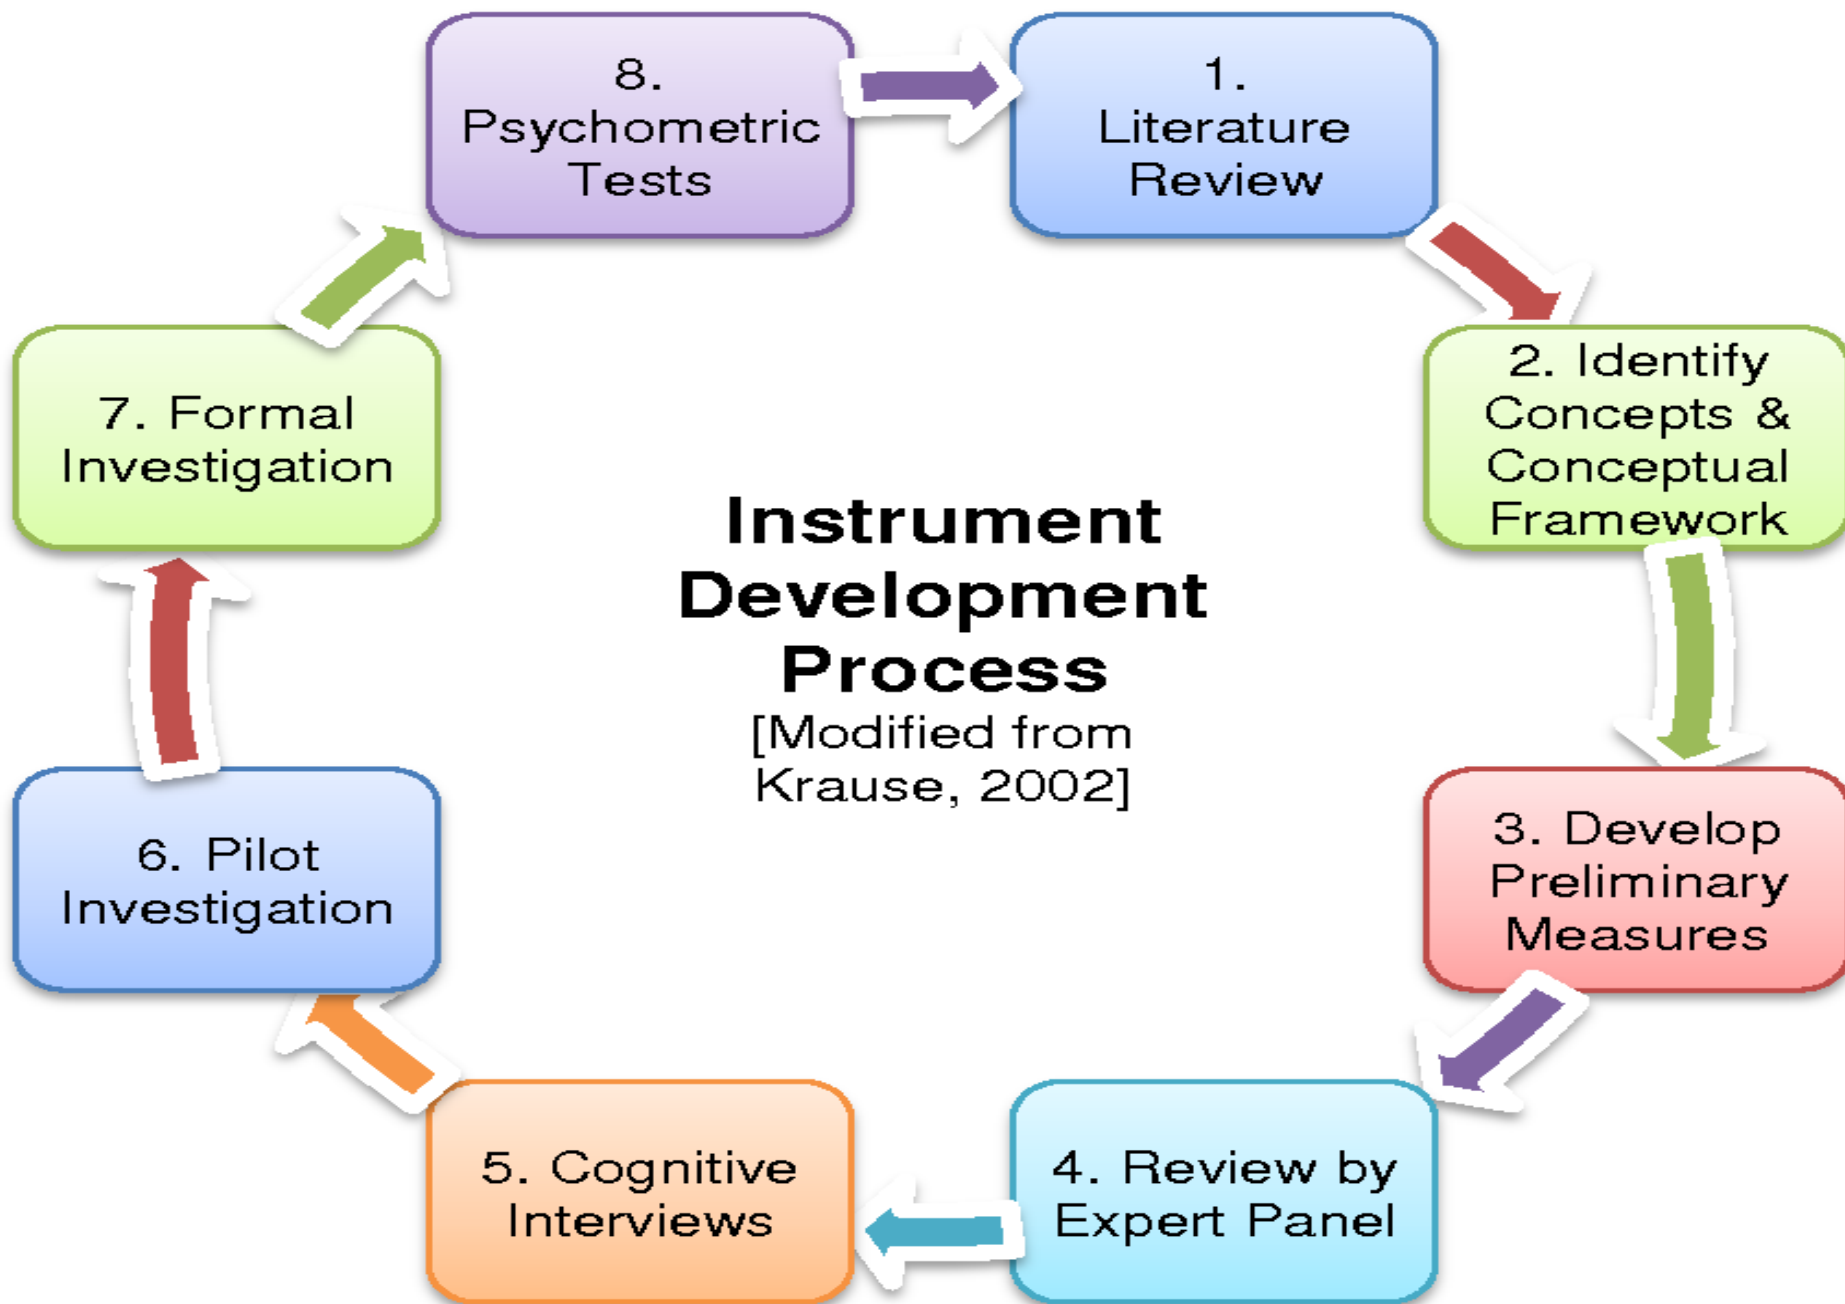 8.
Psychometric
Tests
1.
Literature
Review
2. Identify
Concepts &
Conceptual
Framework
3. Develop
Preliminary
Measures
4. Review by
Expert Panel
5. Cognitive
Interviews
6. Pilot
Investigation
7. Formal
Investigation
Instrument
Development
Process
[Modified from
Krause, 2002]